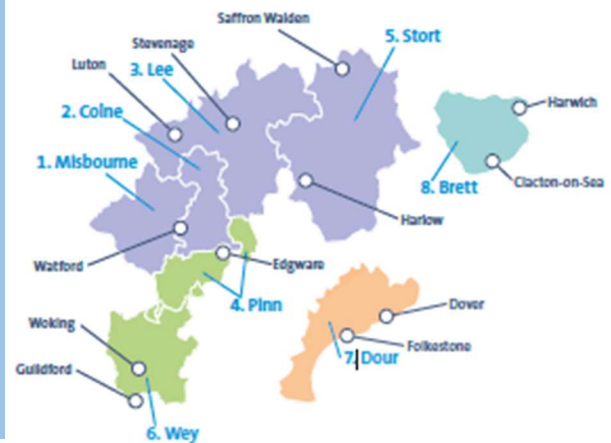 Saffron Walden
5. Stort
Stevenage
3. Lee
Luton
2. Colne
Harwich
1. Misbourne
8. Brett
Clacton-on-Sea
Harlow
Watford
Edgware
4. Pinn
Dover
Woking
Folkestone
7. Dour
Guildford
6. Wey